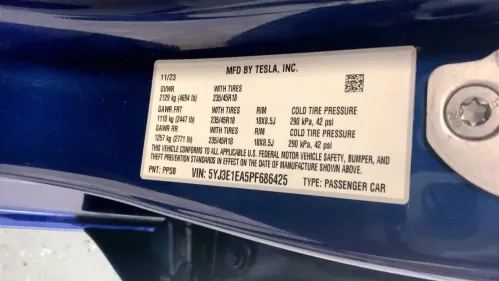 MFD BY TESLA, INC.
11/23
GVWR WITH TIRES
2129 kg (4694 lb) 235/45R18
GAWR FRT WITH TIRES RIM COLD TIRE PRESSURE
1110 kg (2447 lb) 235/45R18 18X8.5J 290 kPa, 42 psi
GAWR RR WITH TIRES RIM COLD TIRE PRESSURE
1257 kg (2771 lb) 235/45R18 18X8.5J 290 kPa, 42 psi
THIS VEHICLE CONFORMS TO ALL APPLICABLE U.S. FEDERAL MOTOR VEHICLE SAFETY, BUMPER, AND
THEFT PREVENTION STANDARDS IN EFFECT ON THE DATE OF MANUFACTURE SHOWN ABOVE.
PNT: PPSB VIN: 5YJ3E1EA5PF686425 TYPE: PASSENGER CAR